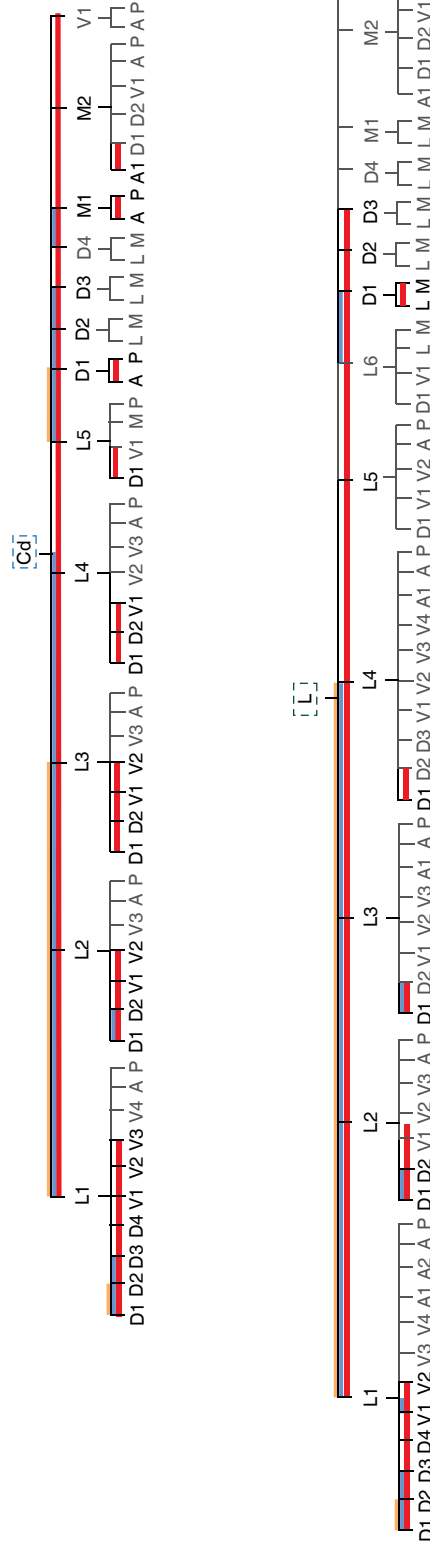 Cd
L1 L2 L3 L4 L5 D1 D2 D3 D4 M1 M2 V1
D1 D2 D3 D4 V1 V2 V3 V4 A P D1 D2 V1 V2 V3 A P D1 D2 V1 V2 V3 A P D1 D2 V1 V2 V3 A P D1 V1 M P A P L M L M L M A P A1 D1 D2 V1 A P A P
L
L1 L2 L3 L4 L5 L6 D1 D2 D3 D4 M1 M2
D1 D2 D3 D4 V1 V2 V3 V4 A1 A2 A P D1 D2 V1 V2 V3 A P D1 D2 V1 V2 V3 A1 A P D1 D2 D3 V1 V2 V3 V4 A1 A P D1 V1 V2 A P D1 V1 L M L M L M L M L M L M A1 D1 D2 V1